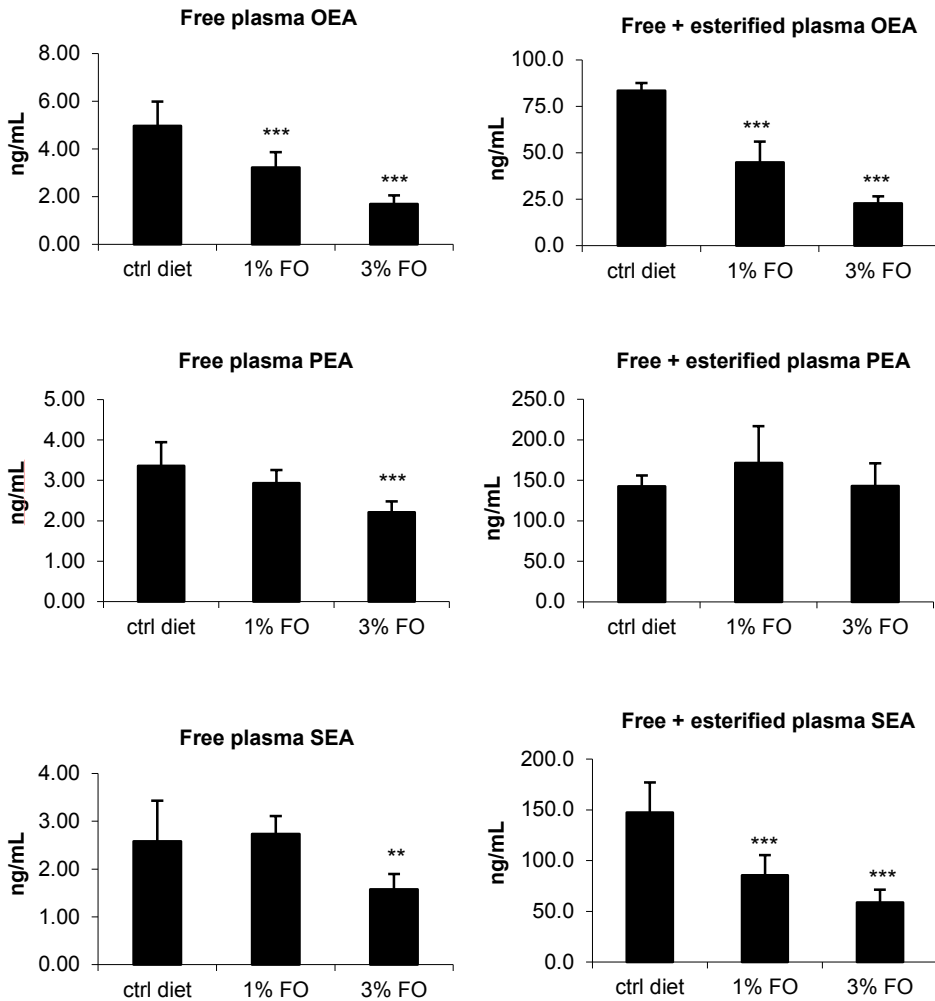 Free plasma OEA
8.00
6.00
4.00
2.00
0.00
ng/mL
***
***
ctrl diet 1% FO 3% FO
Free + esterified plasma OEA
100.0
75.0
50.0
25.0
0.0
ng/mL
***
***
ctrl diet 1% FO 3% FO
Free plasma PEA
5.00
4.00
3.00
2.00
1.00
0.00
ng/mL
***
ctrl diet 1% FO 3% FO
Free + esterified plasma PEA
250.0
200.0
150.0
100.0
50.0
0.0
ng/mL
ctrl diet 1% FO 3% FO
Free plasma SEA
4.00
3.00
2.00
1.00
0.00
ng/mL
**
ctrl diet 1% FO 3% FO
Free + esterified plasma SEA
200.0
150.0
100.0
50.0
0.0
ng/mL
***
***
ctrl diet 1% FO 3% FO